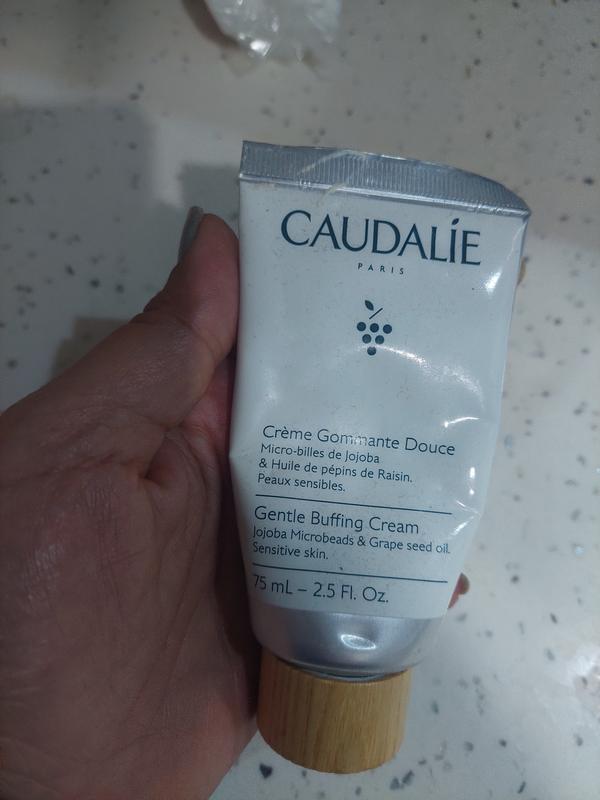 CAUDALÍE
PARIS
Crème Gommante Douce
Micro-billes de Jojoba
& Huile de pépins de Raisin.
Peaux sensibles.
Gentle Buffing Cream
Jojoba Microbeads & Grape seed oil.
Sensitive skin.
75 mL – 2.5 Fl. Oz.